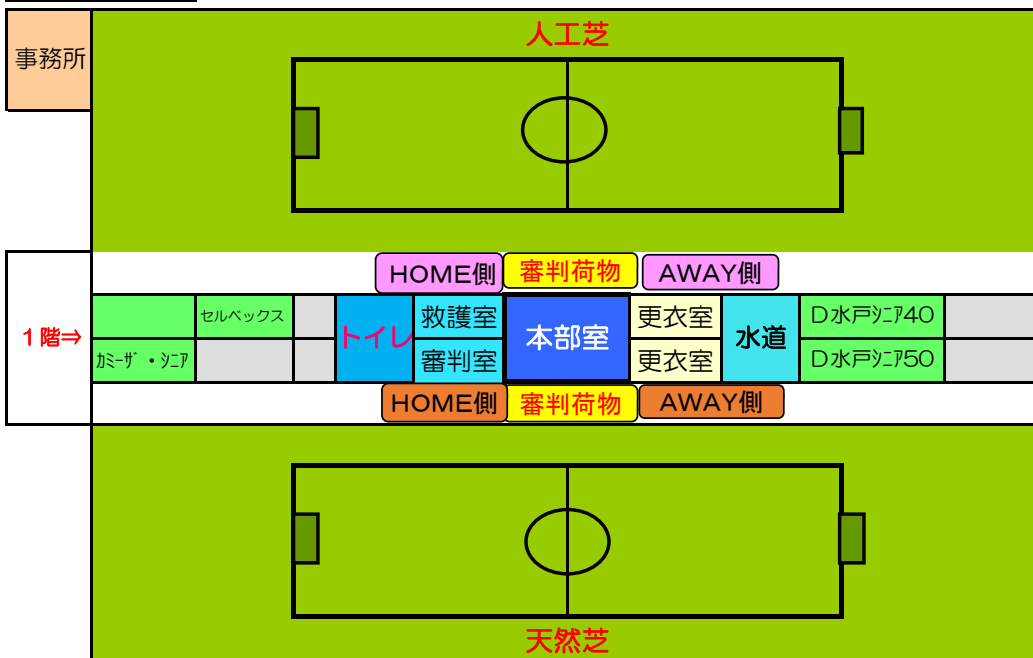 人工芝
事務所
HOME側 審判荷物 AWAY側
１階⇒
セルベックス
トイレ
救護室
本部室
更衣室
水道
D水戸ｼﾆｱ40
ｶﾐｰｻﾞ・ｼﾆｱ
審判室
更衣室
D水戸ｼﾆｱ50
HOME側 審判荷物 AWAY側
天然芝